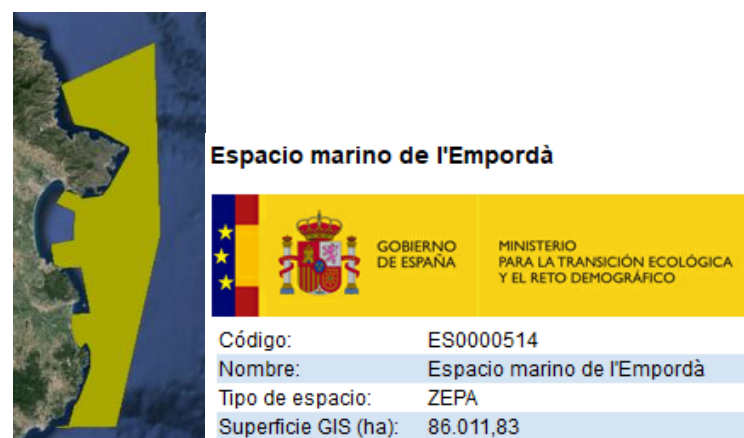 Espacio marino de l'Empordà
GOBIERNO
DE ESPAÑA
MINISTERIO
PARA LA TRANSICIÓN ECOLÓGICA
Y EL RETO DEMOGRÁFICO
Código: ES0000514
Nombre: Espacio marino de l'Empordà
Tipo de espacio: ZEPA
Superficie GIS (ha): 86.011,83